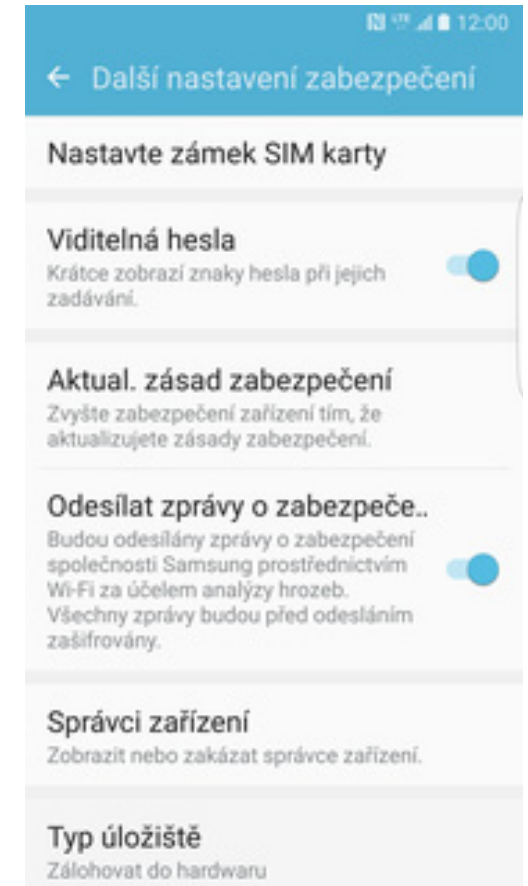 12:00
Další nastavení zabezpečení
Nastavte zámek SIM karty
Viditelná hesla
Krátce zobrazí znaky hesla při jejich
zadávání.
Aktual. zásad zabezpečení
Zvyšte zabezpečení zařízení tím, že
aktualizujete zásady zabezpečení.
Odesílat zprávy o zabezpeče..
Budou odesílány zprávy o zabezpečení
společnosti Samsung prostřednictvím
Wi-Fi za účelem analýzy hrozeb.
Všechny zprávy budou před odesláním
zašifrovány.
Správci zařízení
Zobrazit nebo zakázat správce zařízení.
Typ úložiště
Zálohovat do hardwaru